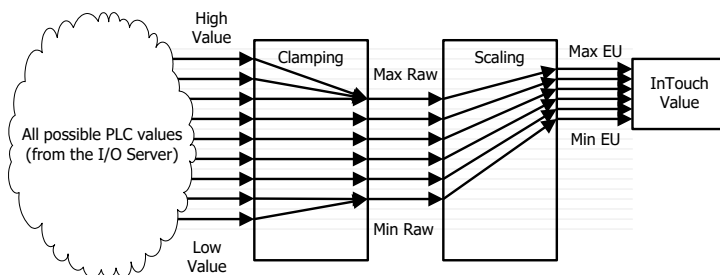 High
Value
Clamping
Scaling
Max EU
Max Raw
InTouch
Value
All possible PLC values
(from the I/O Server)
Min EU
Min Raw
Low
Value